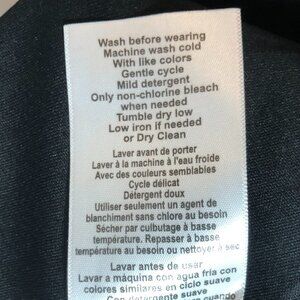 Wash before wearing
Machine wash cold
With like colors
Gentle cycle
Mild detergent
Only non-chlorine bleach
when needed
Tumble dry low
Low iron if needed
or Dry Clean
Laver avant de porter
Laver à la machine à l'eau froide
Avec des couleurs semblables
Cycle délicat
Détergent doux
Utiliser seulement un agent de
blanchiment sans chlore au besoin
Sécher par culbutage à basse
température. Repasser à basse
température au besoin ou nettoyer à sec
Lavar antes de usar
Lavar a máquina con agua fría con
colores similares en ciclo suave
Con detergente suave